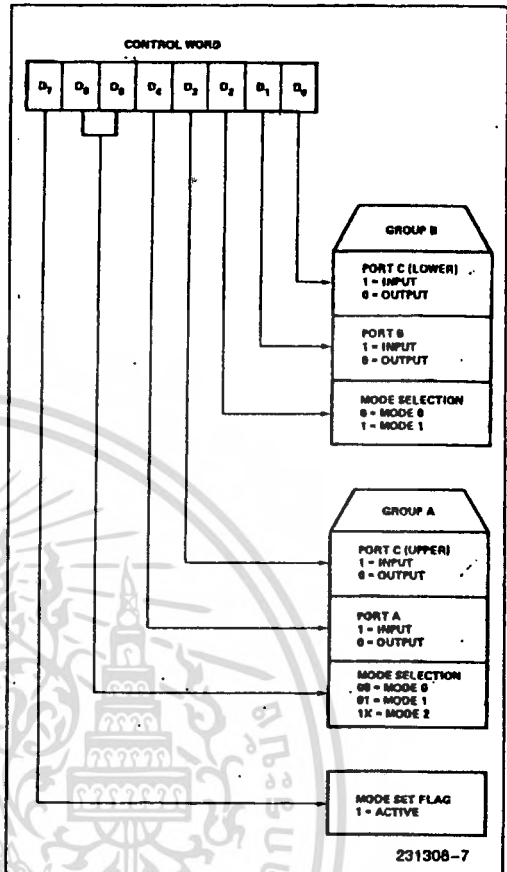 CONTROL WORD
D7 D6 D5 D4 D3 D2 D1 D0
GROUP B
PORT C (LOWER)
1 = INPUT
0 = OUTPUT
PORT B
1 = INPUT
0 = OUTPUT
MODE SELECTION
0 = MODE 0
1 = MODE 1
GROUP A
PORT C (UPPER)
1 = INPUT
0 = OUTPUT
PORT A
1 = INPUT
0 = OUTPUT
MODE SELECTION
00 = MODE 0
01 = MODE 1
1X = MODE 2
MODE SET FLAG
1 = ACTIVE
231308-7